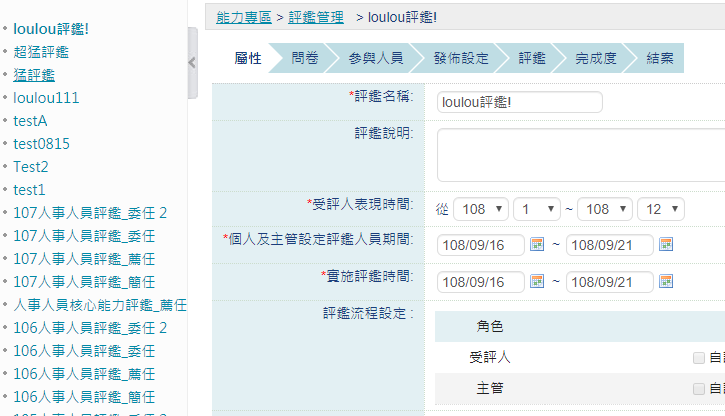 loulou評鑑!
超猛評鑑
猛評鑑
loulou111
testA
test0815
Test2
test1
107人事人員評鑑_委任 2
107人事人員評鑑_委任
107人事人員評鑑_薦任
107人事人員評鑑_簡任
人事人員核心能力評鑑_薦任
106人事人員評鑑_委任 2
106人事人員評鑑_委任
106人事人員評鑑_薦任
106人事人員評鑑_簡任
能力專區 > 評鑑管理 > loulou評鑑!
屬性 問卷 參與人員 發佈設定 評鑑 完成度 結案
*評鑑名稱: loulou評鑑!
評鑑說明:
*受評人表現時間: 從 108 1 ~ 108 12
*個人及主管設定評鑑人員期間: 108/09/16 ~ 108/09/21
*實施評鑑時間: 108/09/16 ~ 108/09/21
評鑑流程設定 :
角色
受評人 自
主管 自